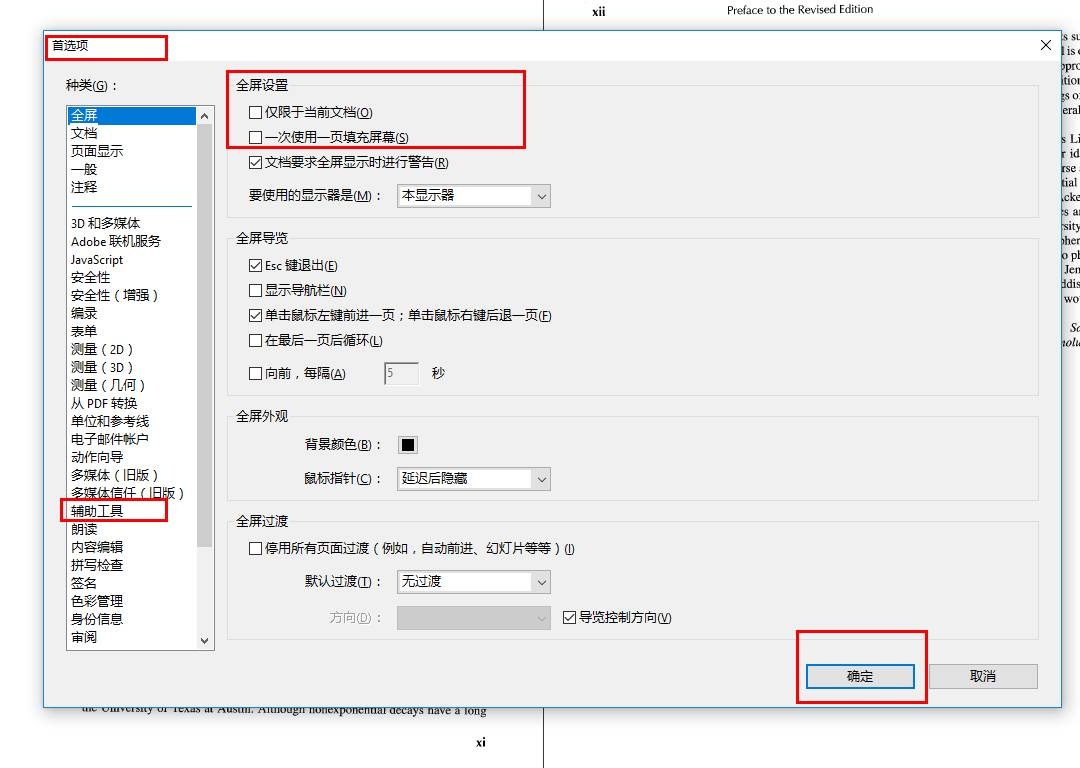 xii
Preface to the Revised Edition
首选项
种类(G)：
全屏
文档
页面显示
一般
注释
3D 和多媒体
Adobe 联机服务
JavaScript
安全性
安全性（增强）
编录
表单
测量（2D）
测量（3D）
测量（几何）
从 PDF 转换
单位和参考线
电子邮件帐户
动作向导
多媒体（旧版）
多媒体信任（旧版）
辅助工具
朗读
内容编辑
拼写检查
签名
色彩管理
身份信息
审阅
全屏设置
仅限于当前文档(O)
一次使用一页填充屏幕(S)
文档要求全屏显示时进行警告(R)
要使用的显示器是(M)： 本显示器
全屏导览
Esc 键退出(E)
显示导航栏(N)
单击鼠标左键前进一页；单击鼠标右键后退一页(F)
在最后一页后循环(L)
向前，每隔(A) 5 秒
全屏外观
背景颜色(B)：
鼠标指针(C)： 延迟后隐藏
全屏过渡
停用所有页面过渡（例如，自动前进、幻灯片等等）(I)
默认过渡(T)： 无过渡
方向(D)： 导览控制方向(V)
确定 取消
the University of Texas at Austin. Although nonexponential decays have a long
xi